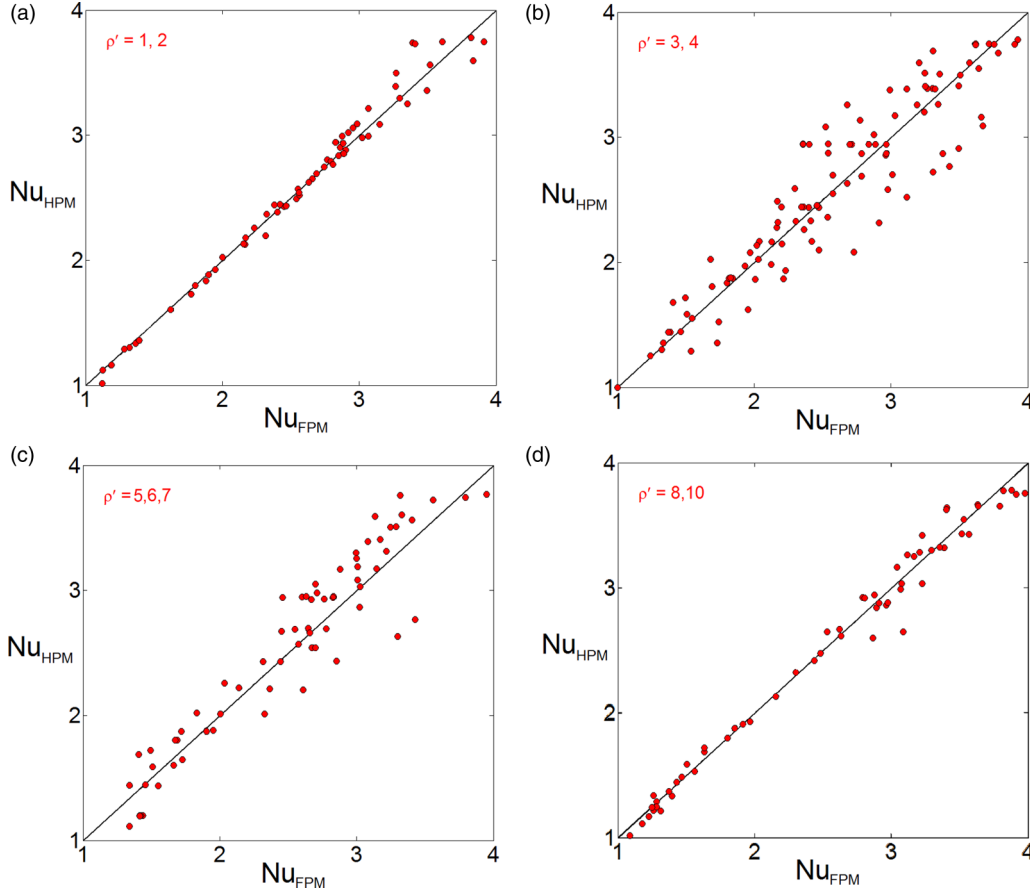 (a)
4
ρ′ = 1, 2
3
Nu_HPM
2
1
1 2 3 4
Nu_FPM
(b)
4
ρ′ = 3, 4
3
Nu_HPM
2
1
1 2 3 4
Nu_FPM
(c)
4
ρ′ = 5,6,7
3
Nu_HPM
2
1
1 2 3 4
Nu_FPM
(d)
4
ρ′ = 8,10
3
Nu_HPM
2
1
1 2 3 4
Nu_FPM